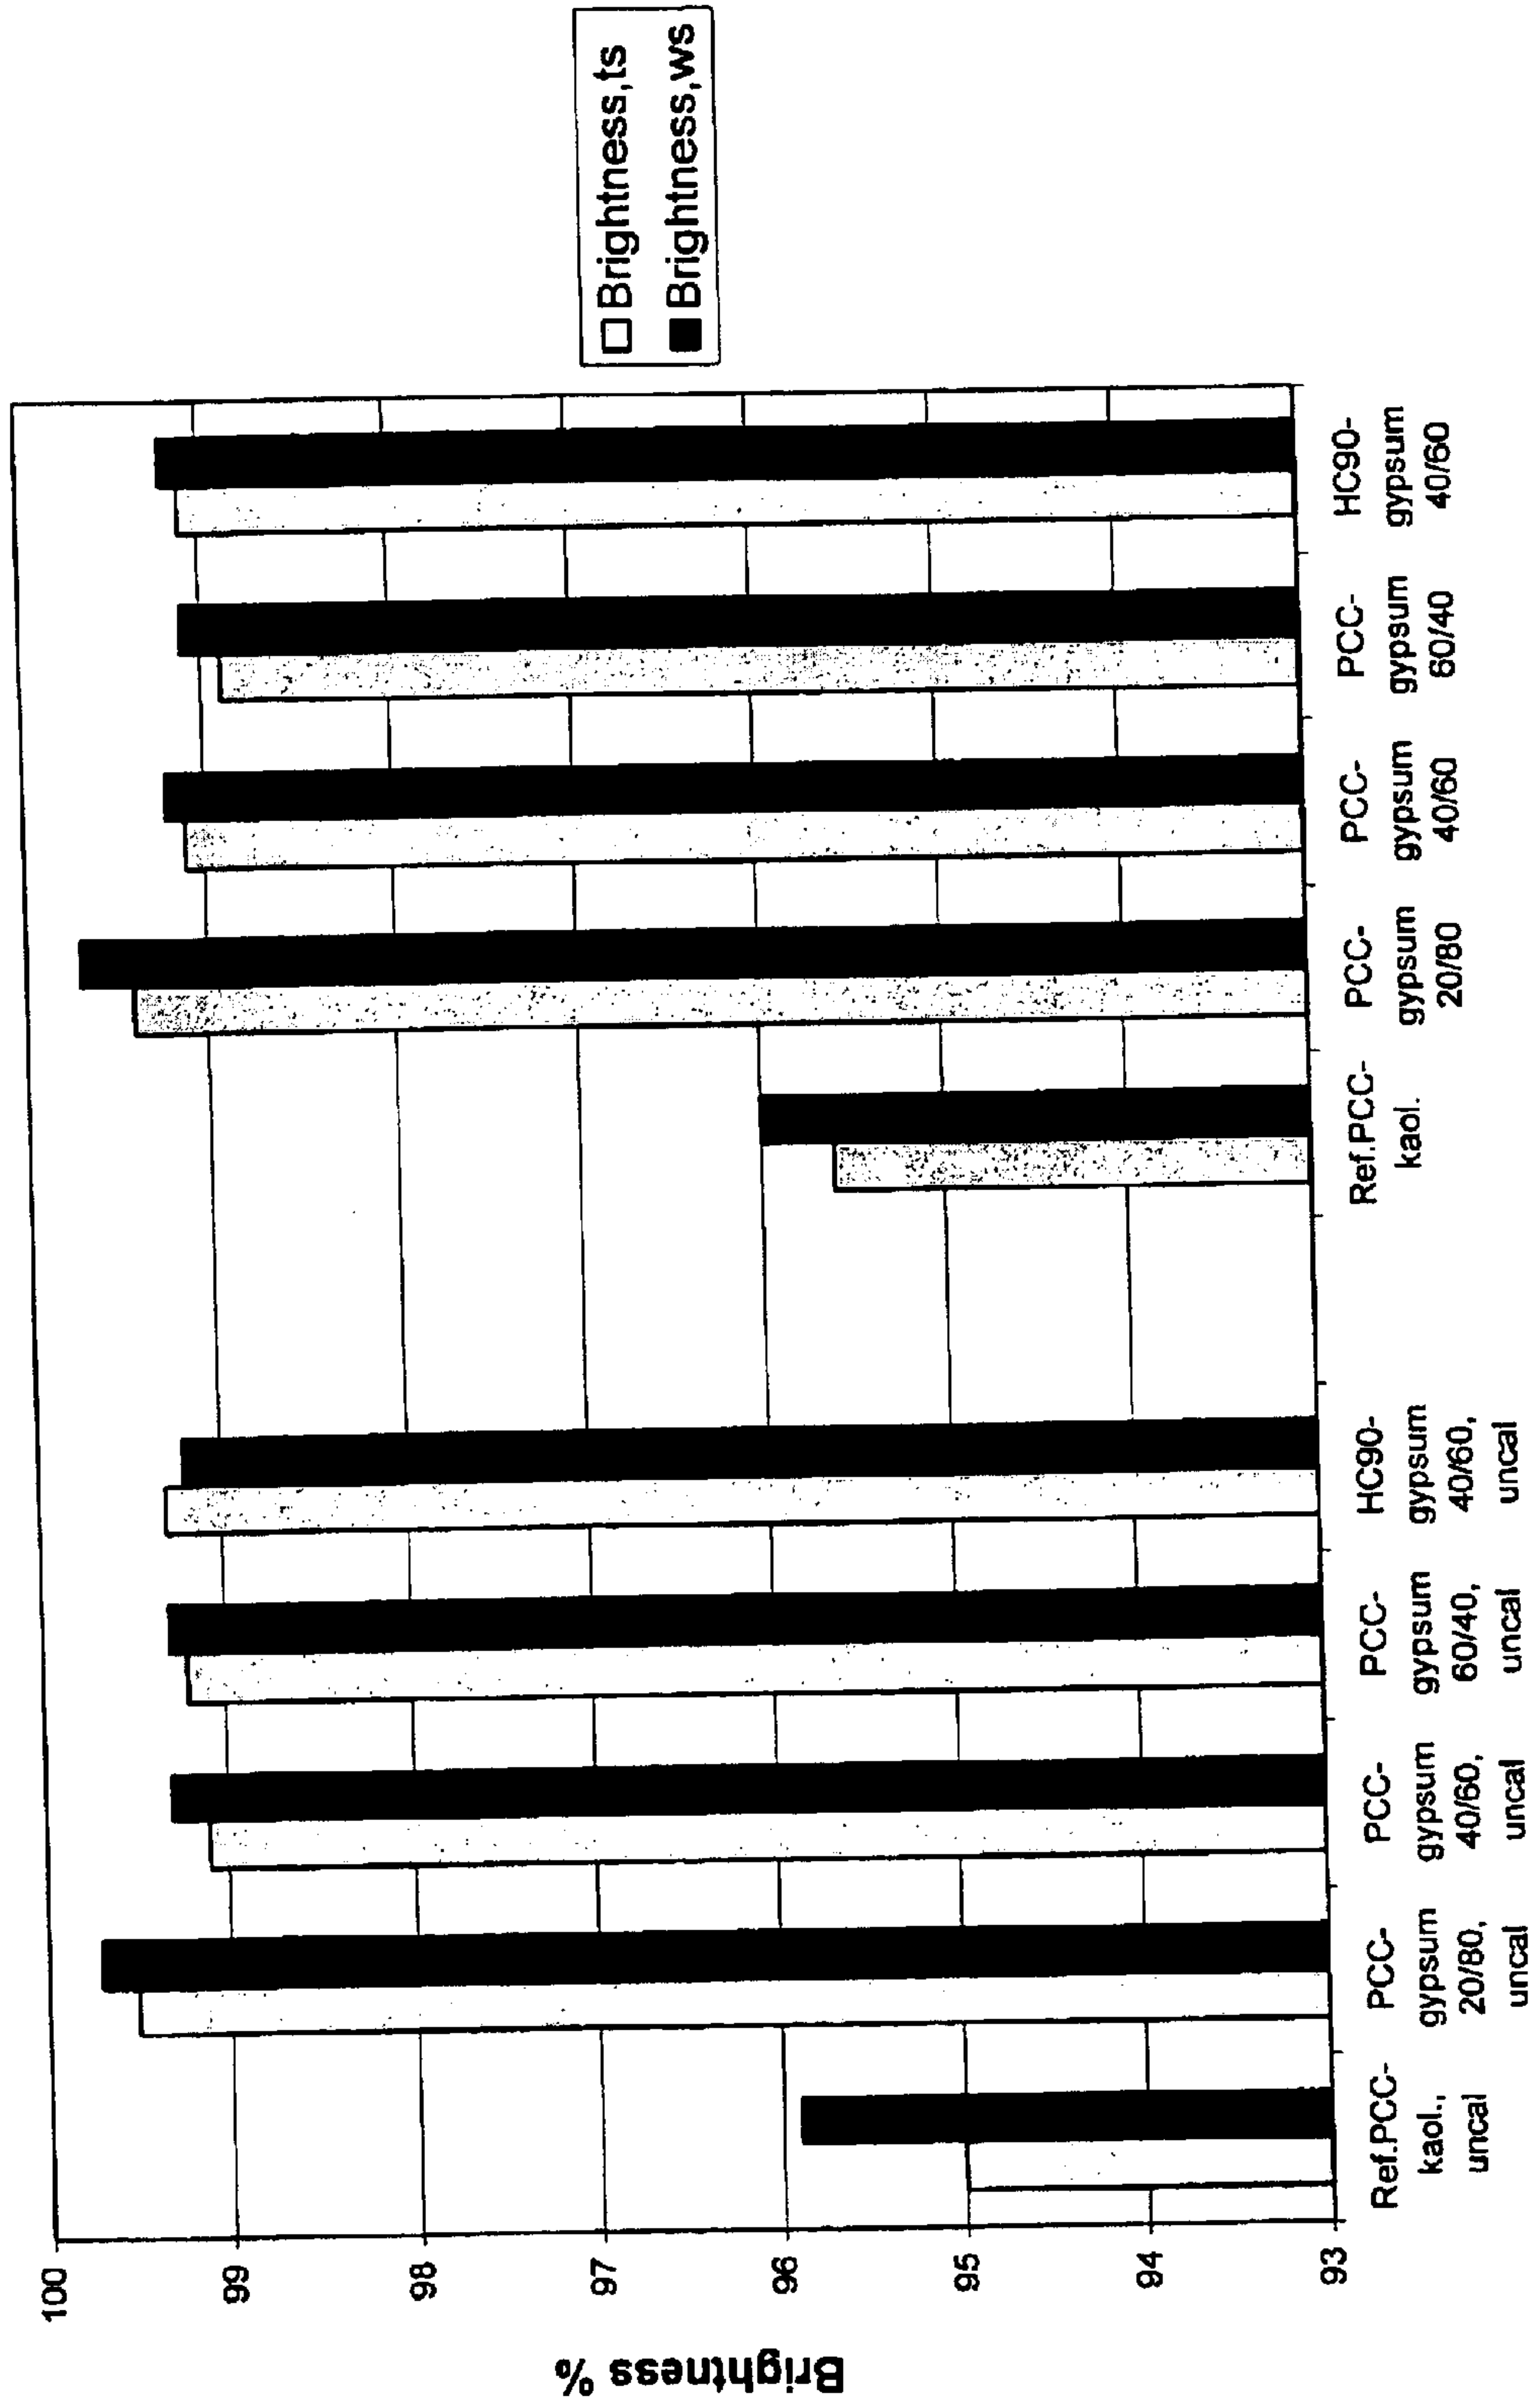 Brightness %
100
99
98
97
96
95
94
93
Ref.PCC-
kaol.,
uncal
PCC-
gypsum
20/80,
uncal
PCC-
gypsum
40/60,
uncal
PCC-
gypsum
60/40,
uncal
HC90-
gypsum
40/60,
uncal
Ref.PCC-
kaol.
PCC-
gypsum
20/80
PCC-
gypsum
40/60
PCC-
gypsum
60/40
HC90-
gypsum
40/60
Brightness,ts
Brightness,ws